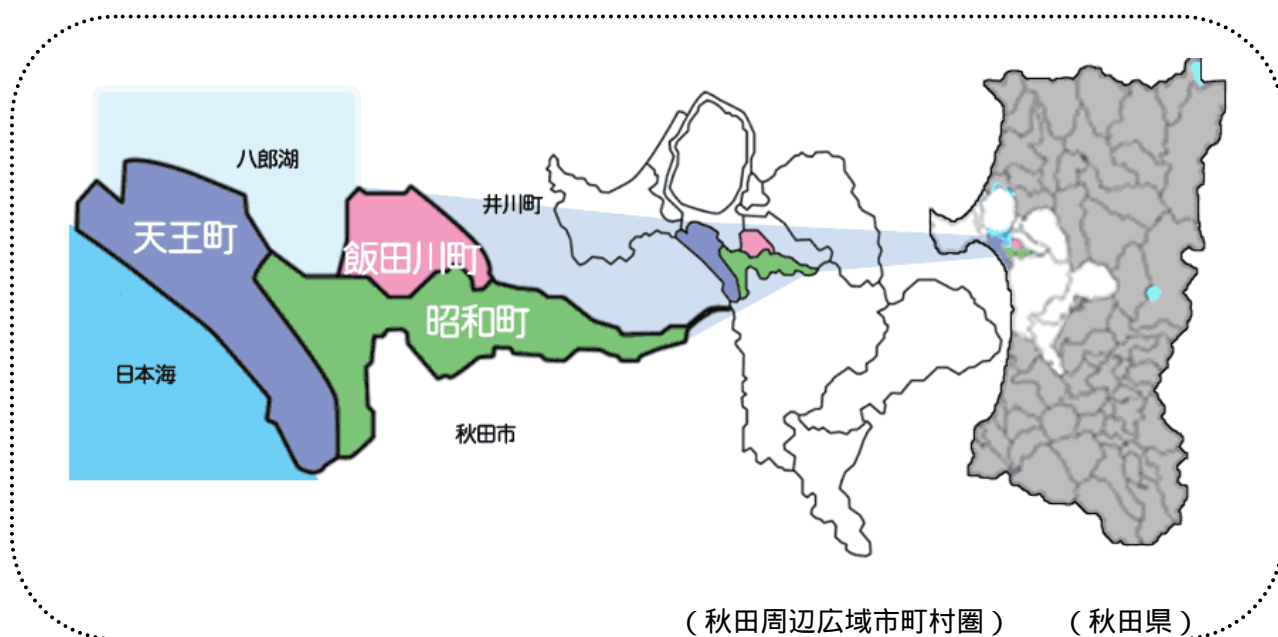 八郎湖
井川町
天王町
飯田川町
昭和町
日本海
秋田市
（秋田周辺広域市町村圏）
（秋田県）